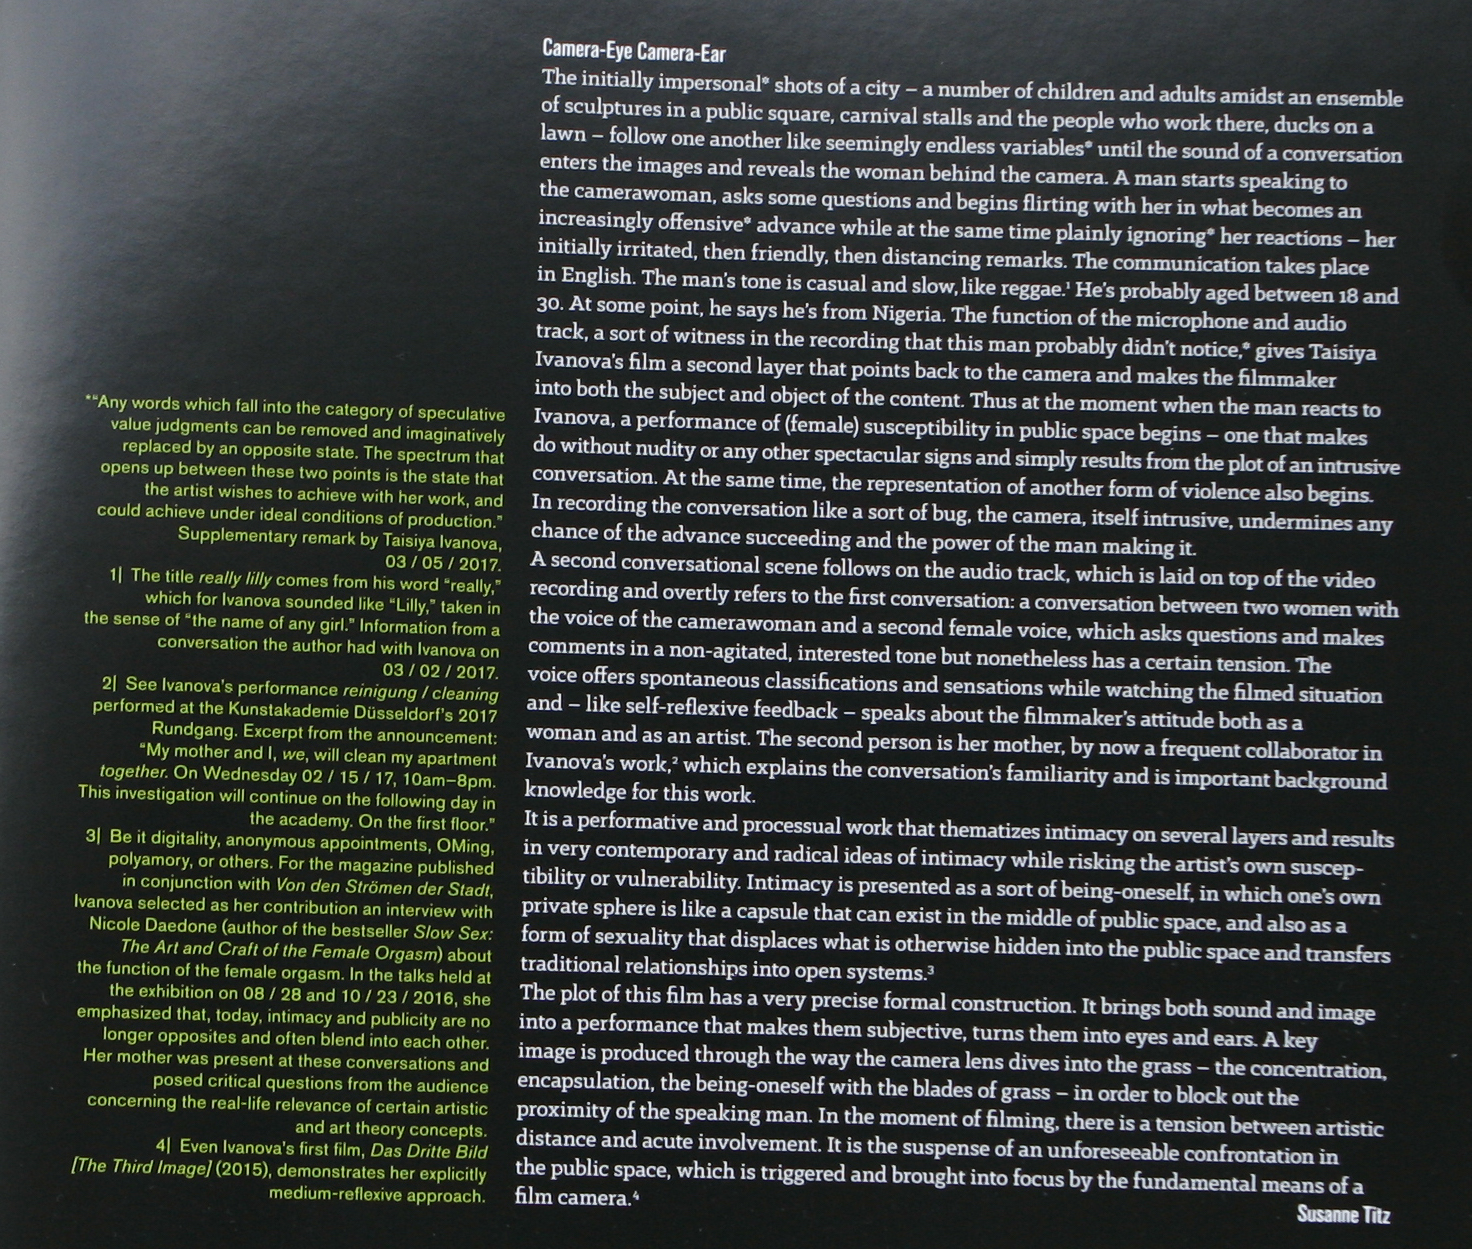 Camera-Eye Camera-Ear
The initially impersonal* shots of a city – a number of children and adults amidst an ensemble
of sculptures in a public square, carnival stalls and the people who work there, ducks on a
lawn – follow one another like seemingly endless variables* until the sound of a conversation
enters the images and reveals the woman behind the camera. A man starts speaking to
the camerawoman, asks some questions and begins flirting with her in what becomes an
increasingly offensive* advance while at the same time plainly ignoring* her reactions – her
initially irritated, then friendly, then distancing remarks. The communication takes place
in English. The man's tone is casual and slow, like reggae.¹ He's probably aged between 18 and
30. At some point, he says he's from Nigeria. The function of the microphone and audio
track, a sort of witness in the recording that this man probably didn't notice,* gives Taisiya
Ivanova's film a second layer that points back to the camera and makes the filmmaker
into both the subject and object of the content. Thus at the moment when the man reacts to
Ivanova, a performance of (female) susceptibility in public space begins – one that makes
do without nudity or any other spectacular signs and simply results from the plot of an intrusive
conversation. At the same time, the representation of another form of violence also begins.
In recording the conversation like a sort of bug, the camera, itself intrusive, undermines any
chance of the advance succeeding and the power of the man making it.
A second conversational scene follows on the audio track, which is laid on top of the video
recording and overtly refers to the first conversation: a conversation between two women with
the voice of the camerawoman and a second female voice, which asks questions and makes
comments in a non-agitated, interested tone but nonetheless has a certain tension. The
voice offers spontaneous classifications and sensations while watching the filmed situation
and – like self-reflexive feedback – speaks about the filmmaker's attitude both as a
woman and as an artist. The second person is her mother, by now a frequent collaborator in
Ivanova's work,² which explains the conversation's familiarity and is important background
knowledge for this work.
It is a performative and processual work that thematizes intimacy on several layers and results
in very contemporary and radical ideas of intimacy while risking the artist's own suscep-
tibility or vulnerability. Intimacy is presented as a sort of being-oneself, in which one's own
private sphere is like a capsule that can exist in the middle of public space, and also as a
form of sexuality that displaces what is otherwise hidden into the public space and transfers
traditional relationships into open systems.³
The plot of this film has a very precise formal construction. It brings both sound and image
into a performance that makes them subjective, turns them into eyes and ears. A key
image is produced through the way the camera lens dives into the grass – the concentration,
encapsulation, the being-oneself with the blades of grass – in order to block out the
proximity of the speaking man. In the moment of filming, there is a tension between artistic
distance and acute involvement. It is the suspense of an unforeseeable confrontation in
the public space, which is triggered and brought into focus by the fundamental means of a
film camera.⁴
Susanne Titz
*"Any words which fall into the category of speculative
value judgments can be removed and imaginatively
replaced by an opposite state. The spectrum that
opens up between these two points is the state that
the artist wishes to achieve with her work, and
could achieve under ideal conditions of production."
Supplementary remark by Taisiya Ivanova,
03 / 05 / 2017.
1| The title really lilly comes from his word "really,"
which for Ivanova sounded like "Lilly," taken in
the sense of "the name of any girl." Information from a
conversation the author had with Ivanova on
03 / 02 / 2017.
2| See Ivanova's performance reinigung / cleaning
performed at the Kunstakademie Düsseldorf's 2017
Rundgang. Excerpt from the announcement:
"My mother and I, we, will clean my apartment
together. On Wednesday 02 / 15 / 17, 10am–8pm.
This investigation will continue on the following day in
the academy. On the first floor."
3| Be it digitality, anonymous appointments, OMing,
polyamory, or others. For the magazine published
in conjunction with Von den Strömen der Stadt,
Ivanova selected as her contribution an interview with
Nicole Daedone (author of the bestseller Slow Sex:
The Art and Craft of the Female Orgasm) about
the function of the female orgasm. In the talks held at
the exhibition on 08 / 28 and 10 / 23 / 2016, she
emphasized that, today, intimacy and publicity are no
longer opposites and often blend into each other.
Her mother was present at these conversations and
posed critical questions from the audience
concerning the real-life relevance of certain artistic
and art theory concepts.
4| Even Ivanova's first film, Das Dritte Bild
[The Third Image] (2015), demonstrates her explicitly
medium-reflexive approach.